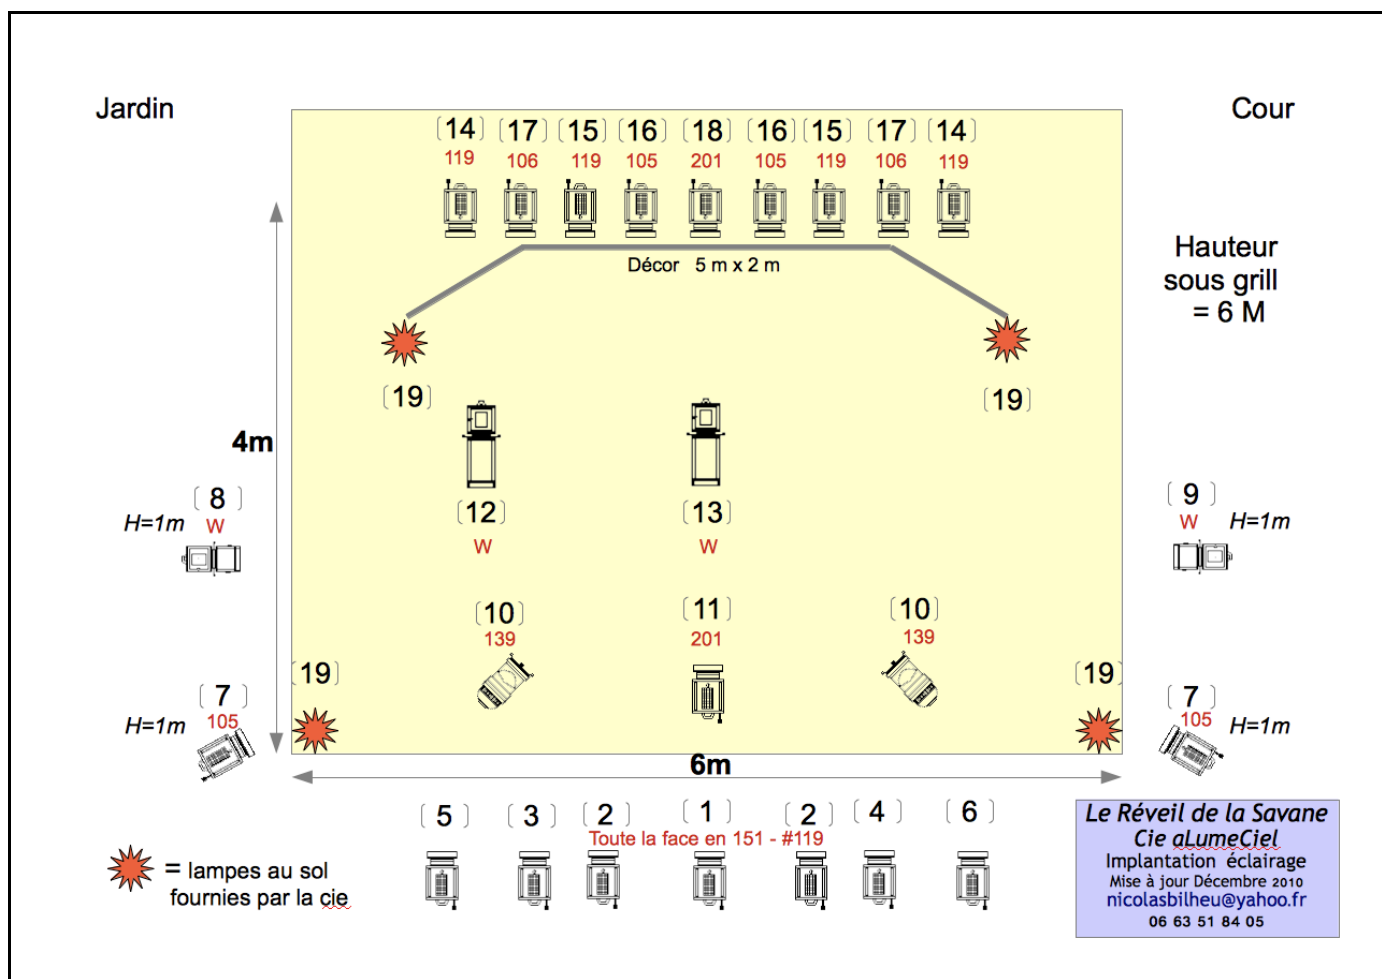 Jardin
Cour
[14] [17] [15] [16] [18] [16] [15] [17] [14]
119 106 119 105 201 105 119 106 119
Décor 5 m x 2 m
Hauteur
sous grill
= 6 M
[19]
[19]
4m
[8]
H=1m W
[12]
W
[13]
W
[9]
W H=1m
[10]
139
[11]
201
[10]
139
[19]
[19]
[7]
H=1m 105
[7]
105 H=1m
6m
[5] [3] [2] [1] [2] [4] [6]
Toute la face en 151 - #119
= lampes au sol
fournies par la cie
Le Réveil de la Savane
Cie aLumeCiel
Implantation éclairage
Mise à jour Décembre 2010
nicolasbilheu@yahoo.fr
06 63 51 84 05